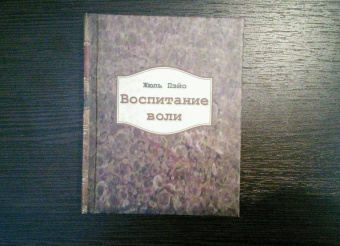 Жюль Пэйо
Воспитание
воли